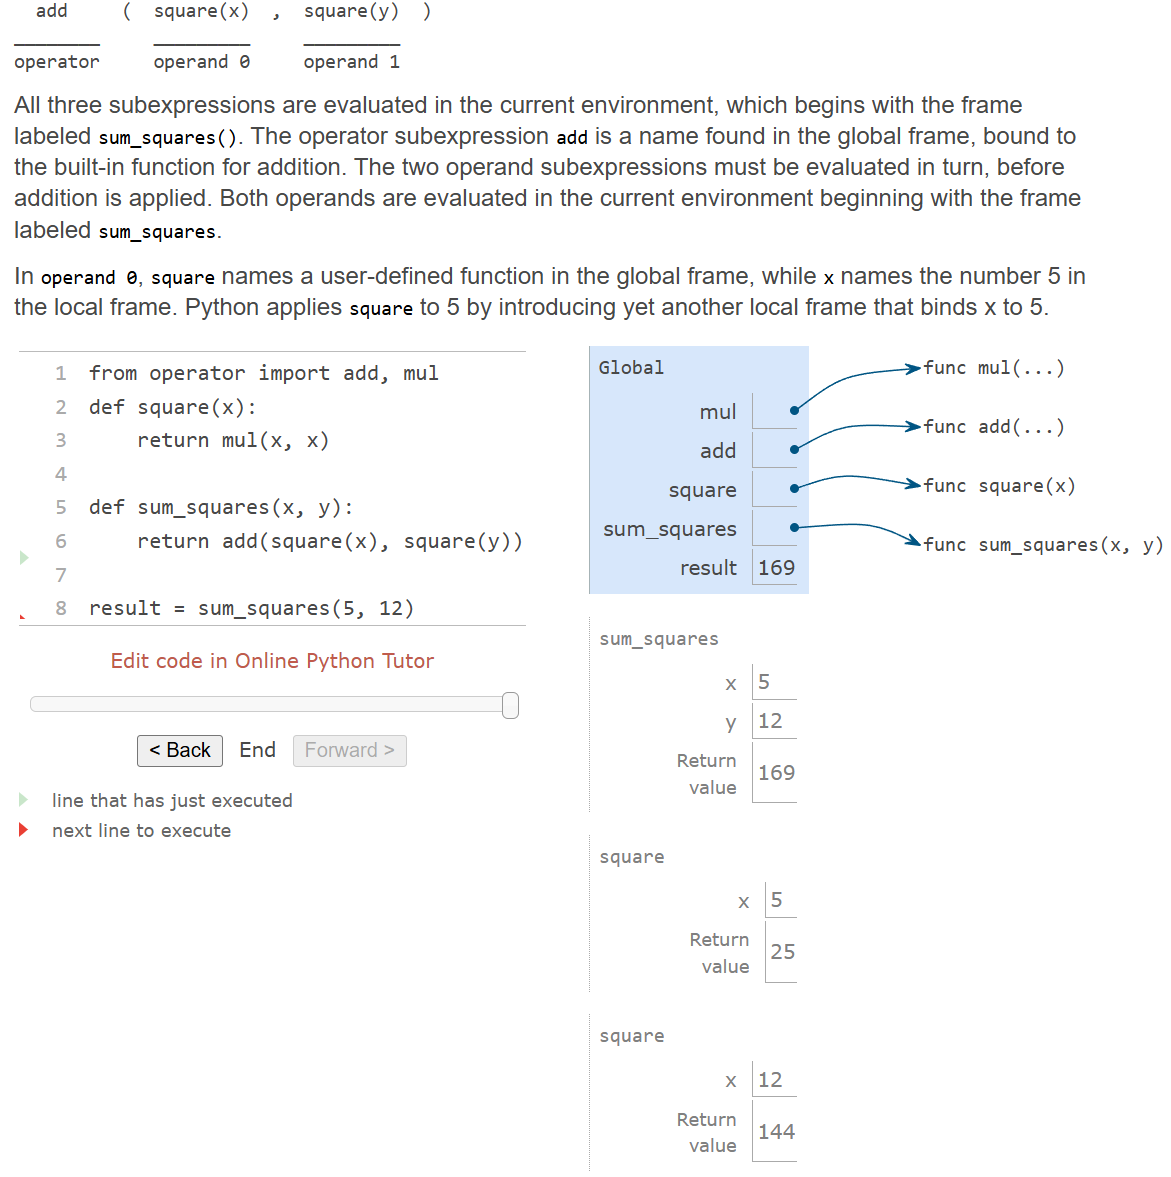 add ( square(x) , square(y) )
operator operand 0 operand 1
All three subexpressions are evaluated in the current environment, which begins with the frame
labeled sum_squares(). The operator subexpression add is a name found in the global frame, bound to
the built-in function for addition. The two operand subexpressions must be evaluated in turn, before
addition is applied. Both operands are evaluated in the current environment beginning with the frame
labeled sum_squares.
In operand 0, square names a user-defined function in the global frame, while x names the number 5 in
the local frame. Python applies square to 5 by introducing yet another local frame that binds x to 5.
1 from operator import add, mul
2 def square(x):
3     return mul(x, x)
4
5 def sum_squares(x, y):
6     return add(square(x), square(y))
7
8 result = sum_squares(5, 12)
Edit code in Online Python Tutor
< Back End Forward >
line that has just executed
next line to execute
Global
mul
add
square
sum_squares
result 169
func mul(...)
func add(...)
func square(x)
func sum_squares(x, y)
sum_squares
x 5
y 12
Return
value 169
square
x 5
Return
value 25
square
x 12
Return
value 144